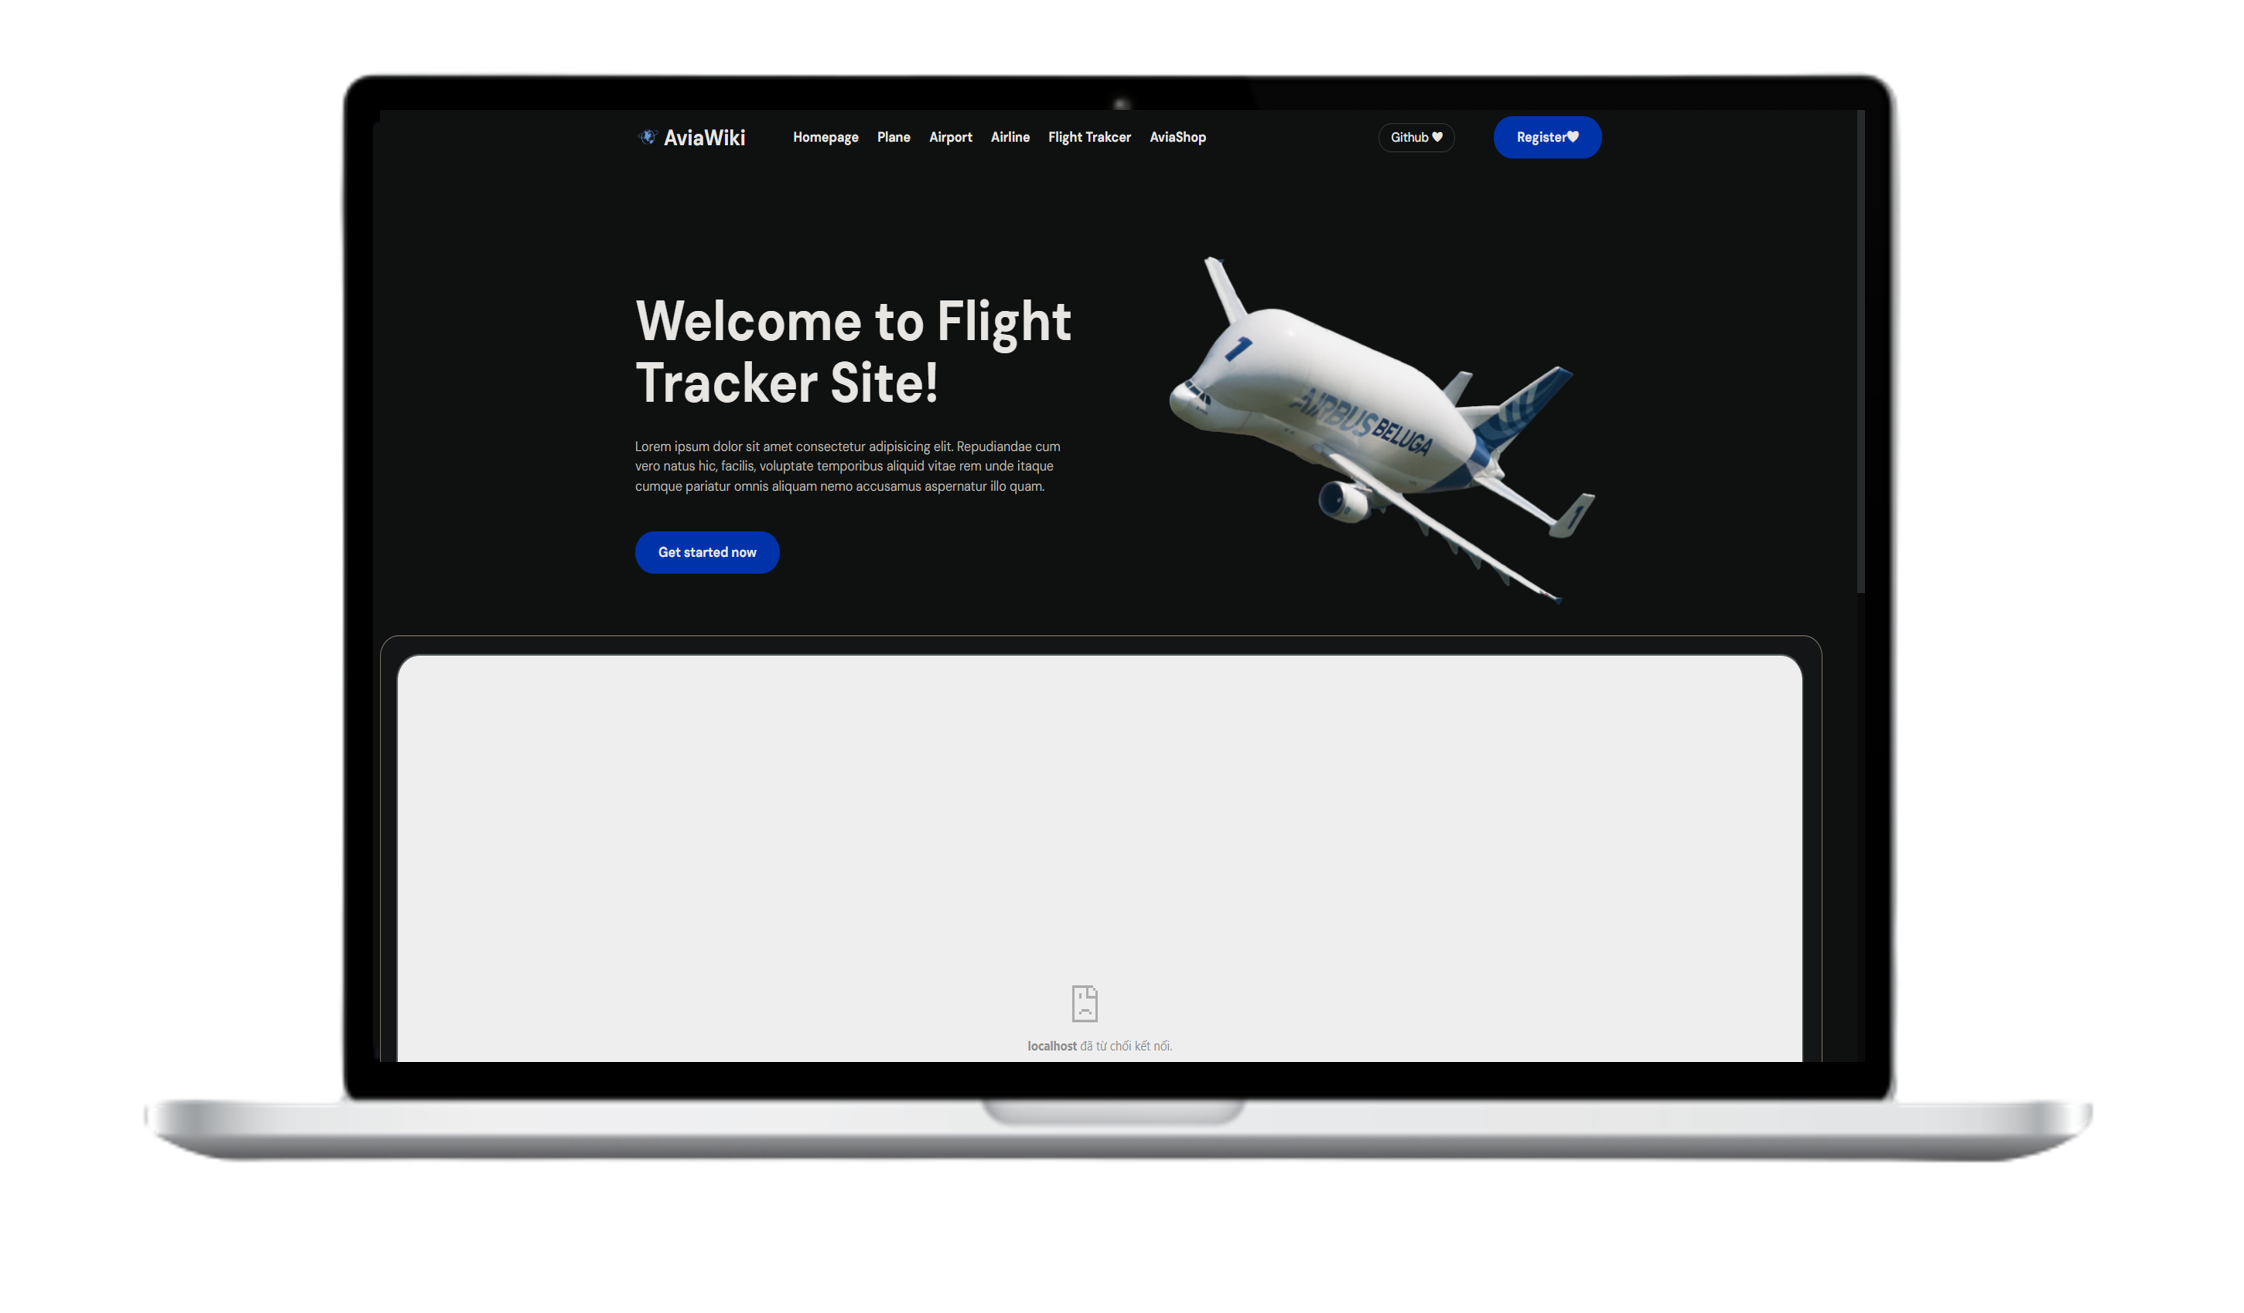 AviaWiki
Homepage Plane Airport Airline Flight Trakcer AviaShop
Github ♥
Register♥
Welcome to Flight
Tracker Site!
1
AIRBUS BELUGA
1
Lorem ipsum dolor sit amet consectetur adipisicing elit. Repudiandae cum
vero natus hic, facilis, voluptate temporibus aliquid vitae rem unde itaque
cumque pariatur omnis aliquam nemo accusamus aspernatur illo quam.
Get started now
localhost đã từ chối kết nối.